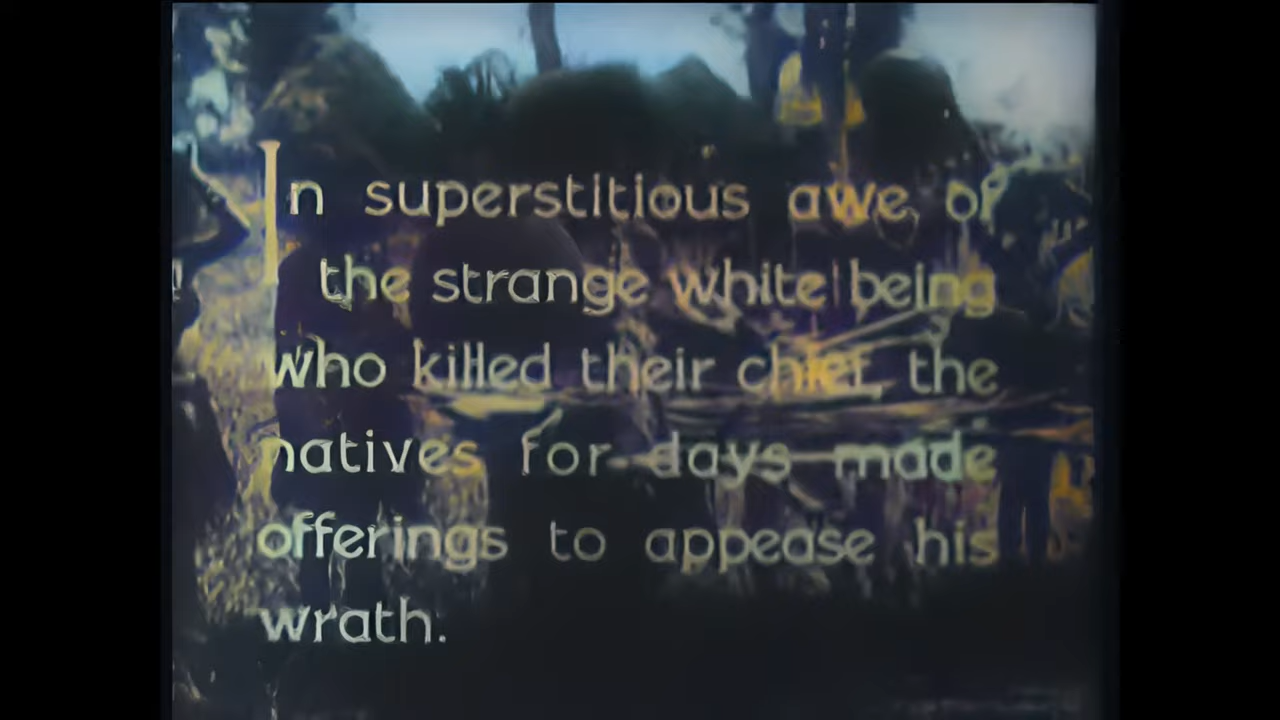 In superstitious awe of
the strange white being
who killed their chief, the
natives for days made
offerings to appease his
wrath.